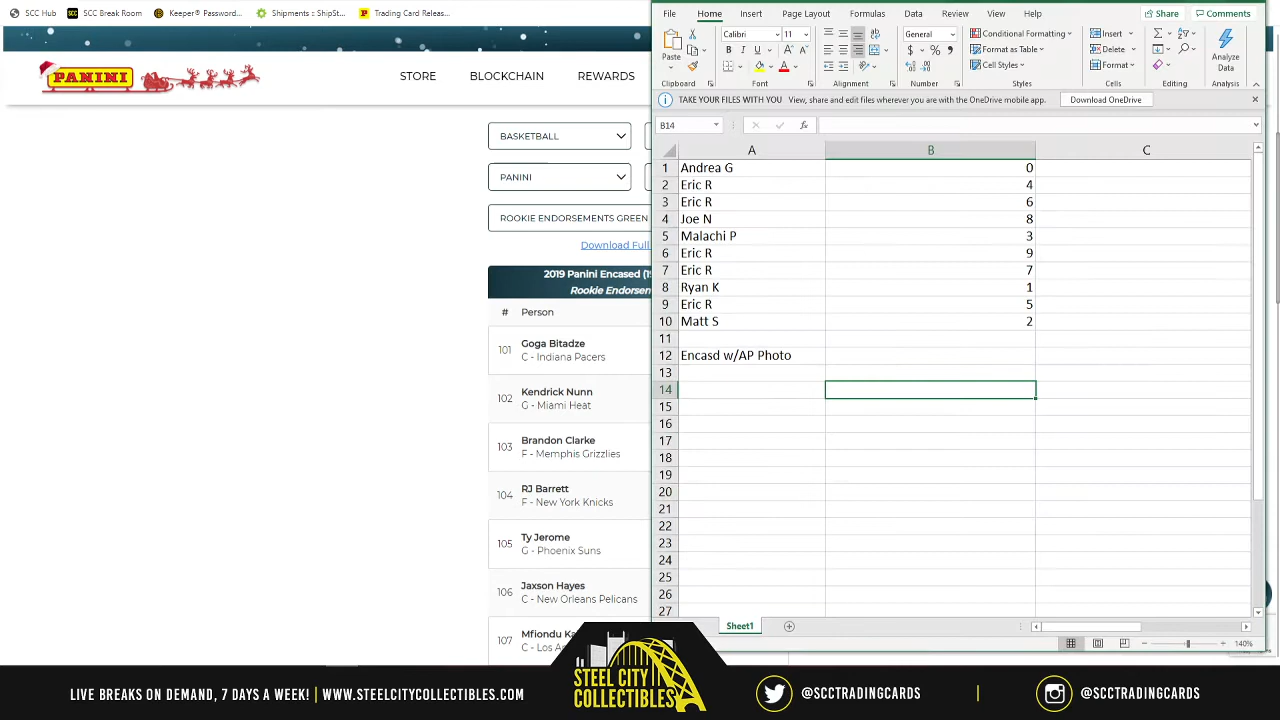 SCC Hub
SCC Break Room
Keeper® Password...
Shipments :: ShipSt...
Trading Card Releas...
PANINI
STORE
BLOCKCHAIN
REWARDS
BASKETBALL
PANINI
ROOKIE ENDORSEMENTS GREEN
Download Full
2019 Panini Encased (1
Rookie Endorsen
# Person
101 Goga Bitadze
C - Indiana Pacers
102 Kendrick Nunn
G - Miami Heat
103 Brandon Clarke
F - Memphis Grizzlies
104 RJ Barrett
F - New York Knicks
105 Ty Jerome
G - Phoenix Suns
106 Jaxson Hayes
C - New Orleans Pelicans
107 Mfiondu Ka
C - Los A
File Home Insert Page Layout Formulas Data Review View Help Share Comments
Paste
Calibri 11
General
Conditional Formatting
Format as Table
Cell Styles
Insert
Delete
Format
Analyze
Data
Clipboard Font Alignment Number Styles Cells Editing Analysis
TAKE YOUR FILES WITH YOU View, share and edit files wherever you are with the OneDrive mobile app. Download OneDrive
B14 fx
A B C
1 Andrea G 0
2 Eric R 4
3 Eric R 6
4 Joe N 8
5 Malachi P 3
6 Eric R 9
7 Eric R 7
8 Ryan K 1
9 Eric R 5
10 Matt S 2
11
12 Encasd w/AP Photo
13
14
15
16
17
18
19
20
21
22
23
24
25
26
27
Sheet1
140%
LIVE BREAKS ON DEMAND, 7 DAYS A WEEK! | WWW.STEELCITYCOLLECTIBLES.COM
STEEL CITY
COLLECTIBLES
@SCCTRADINGCARDS
@SCCTRADINGCARDS